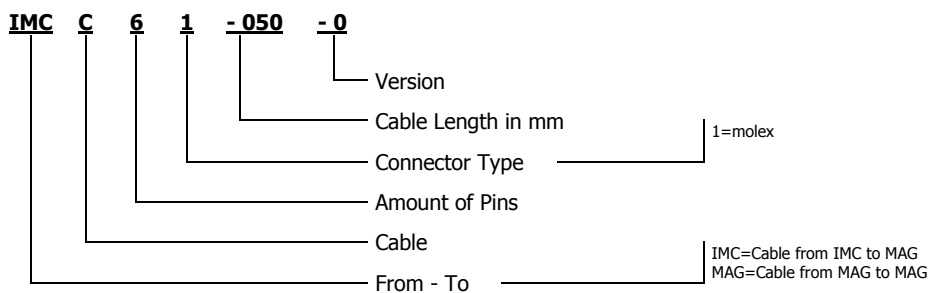 IMC C 6 1 - 050 - 0
Version
Cable Length in mm
1=molex
Connector Type
Amount of Pins
Cable
IMC=Cable from IMC to MAG
MAG=Cable from MAG to MAG
From - To